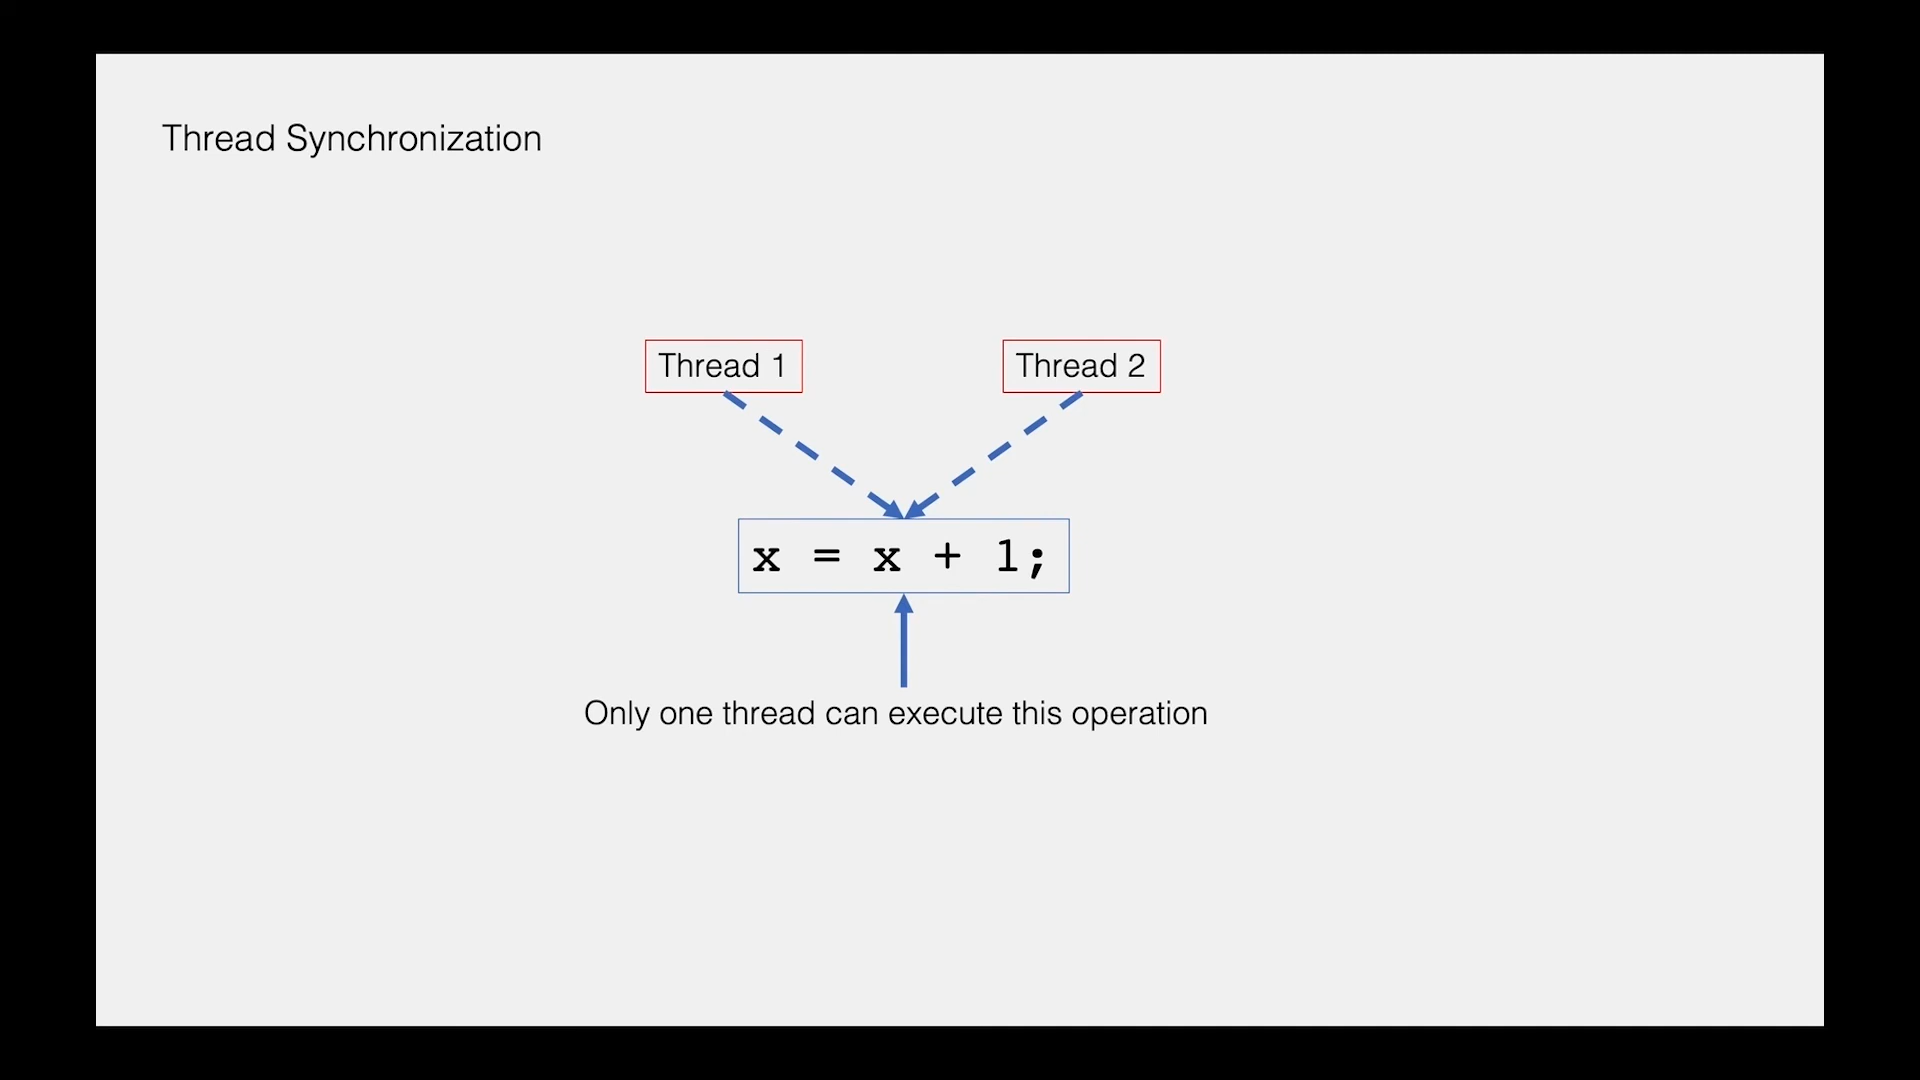 Thread Synchronization
Thread 1
Thread 2
x = x + 1;
Only one thread can execute this operation